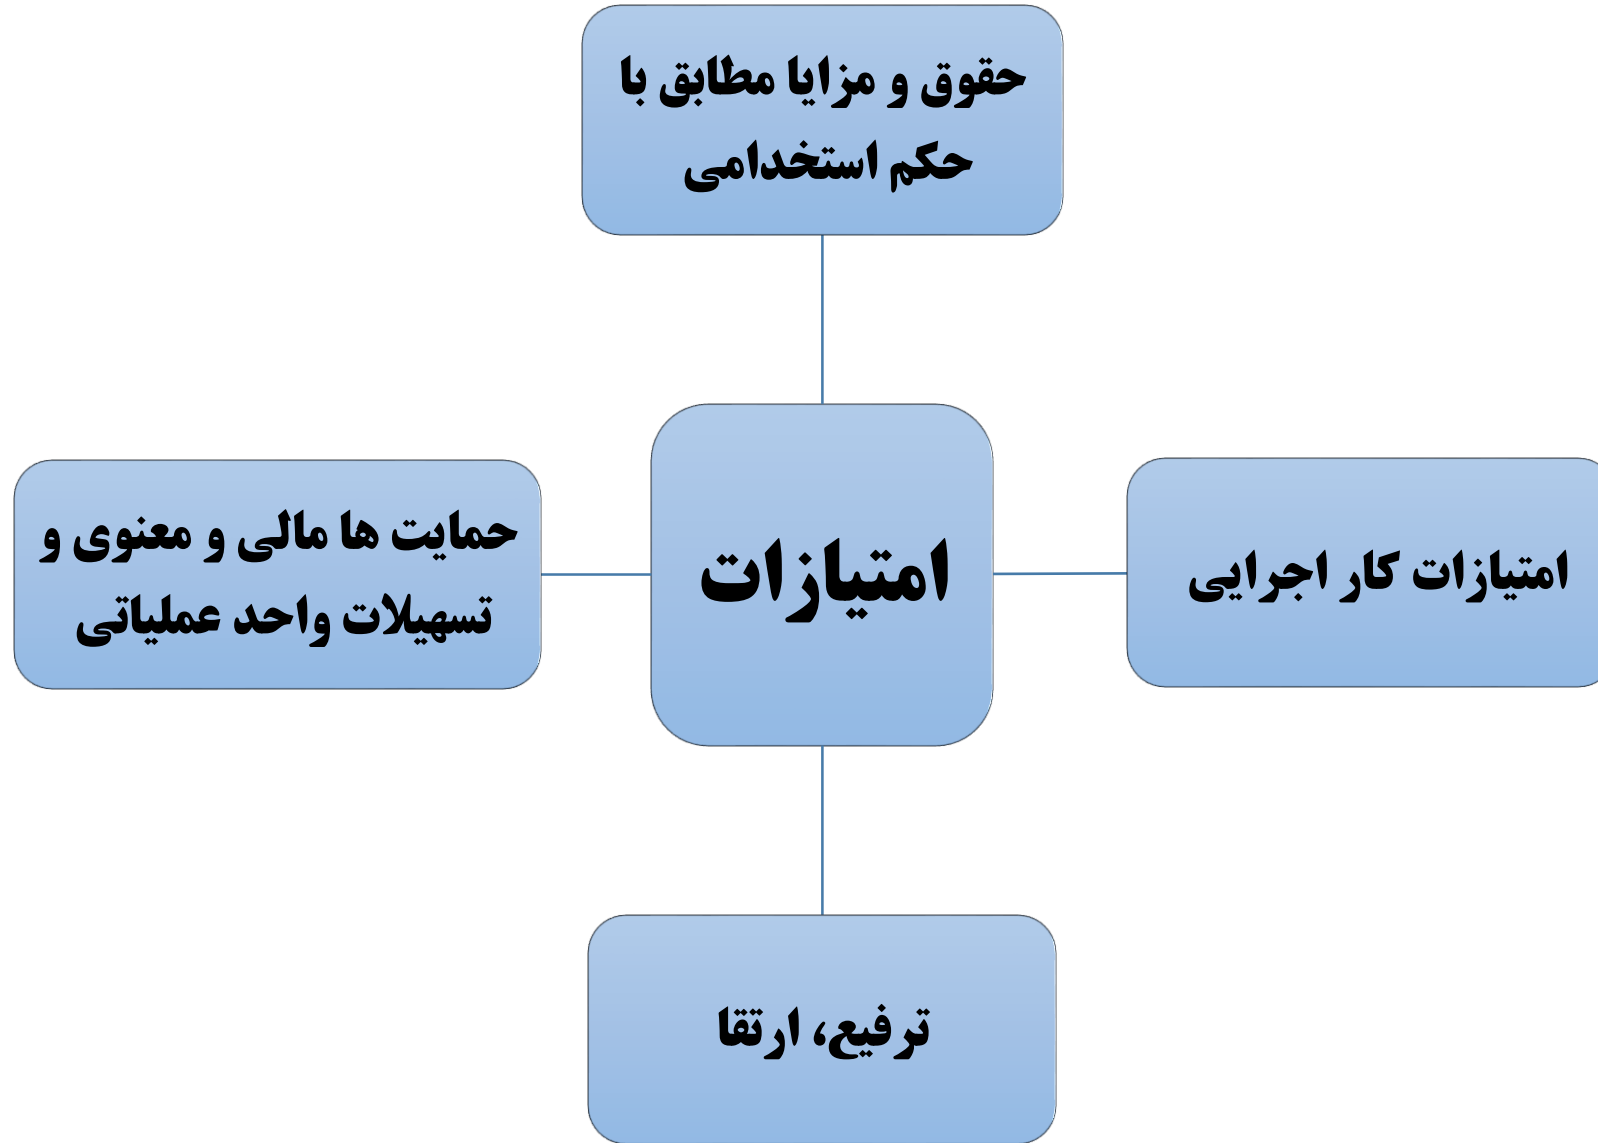 حقوق و مزایا مطابق با
حکم استخدامی
امتیازات کار اجرایی
امتیازات
حمایت ها مالی و معنوی و
تسهیلات واحد عملیاتی
ترفیع، ارتقا